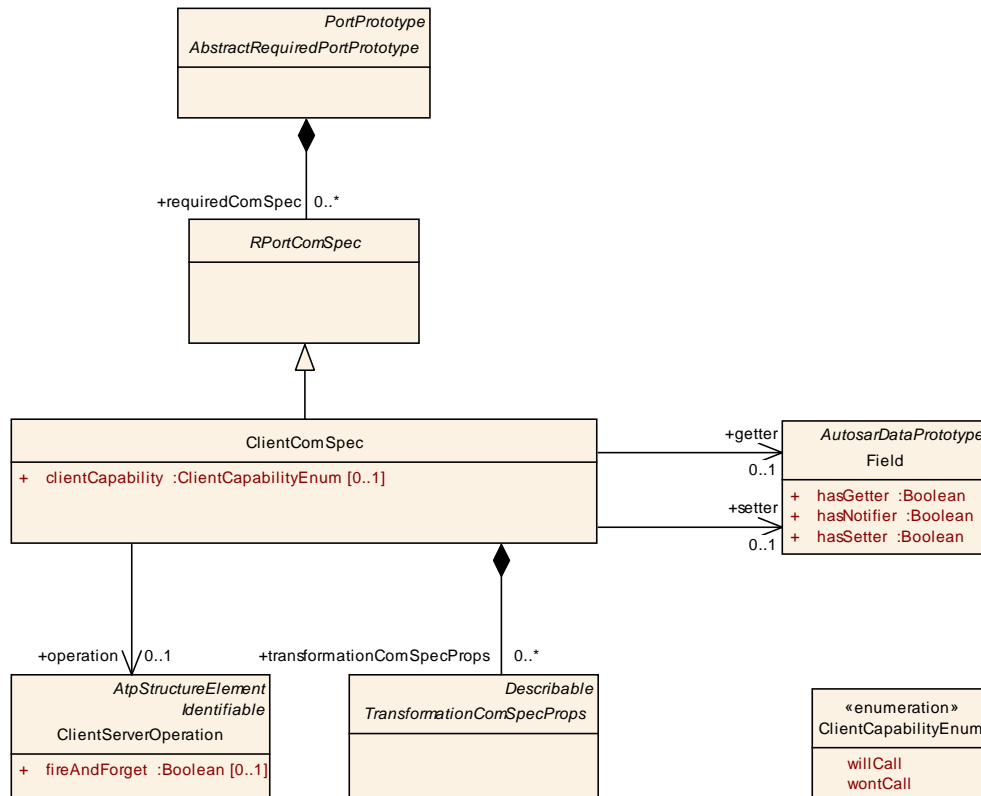 PortPrototype
AbstractRequiredPortPrototype
+requiredComSpec 0..*
RPortComSpec
ClientComSpec
+ clientCapability :ClientCapabilityEnum [0..1]
+getter
0..1
+setter
0..1
AutosarDataPrototype
Field
+ hasGetter :Boolean
+ hasNotifier :Boolean
+ hasSetter :Boolean
+operation 0..1
+transformationComSpecProps 0..*
AtpStructureElement
Identifiable
ClientServerOperation
+ fireAndForget :Boolean [0..1]
Describable
TransformationComSpecProps
«enumeration»
ClientCapabilityEnum
willCall
wontCall